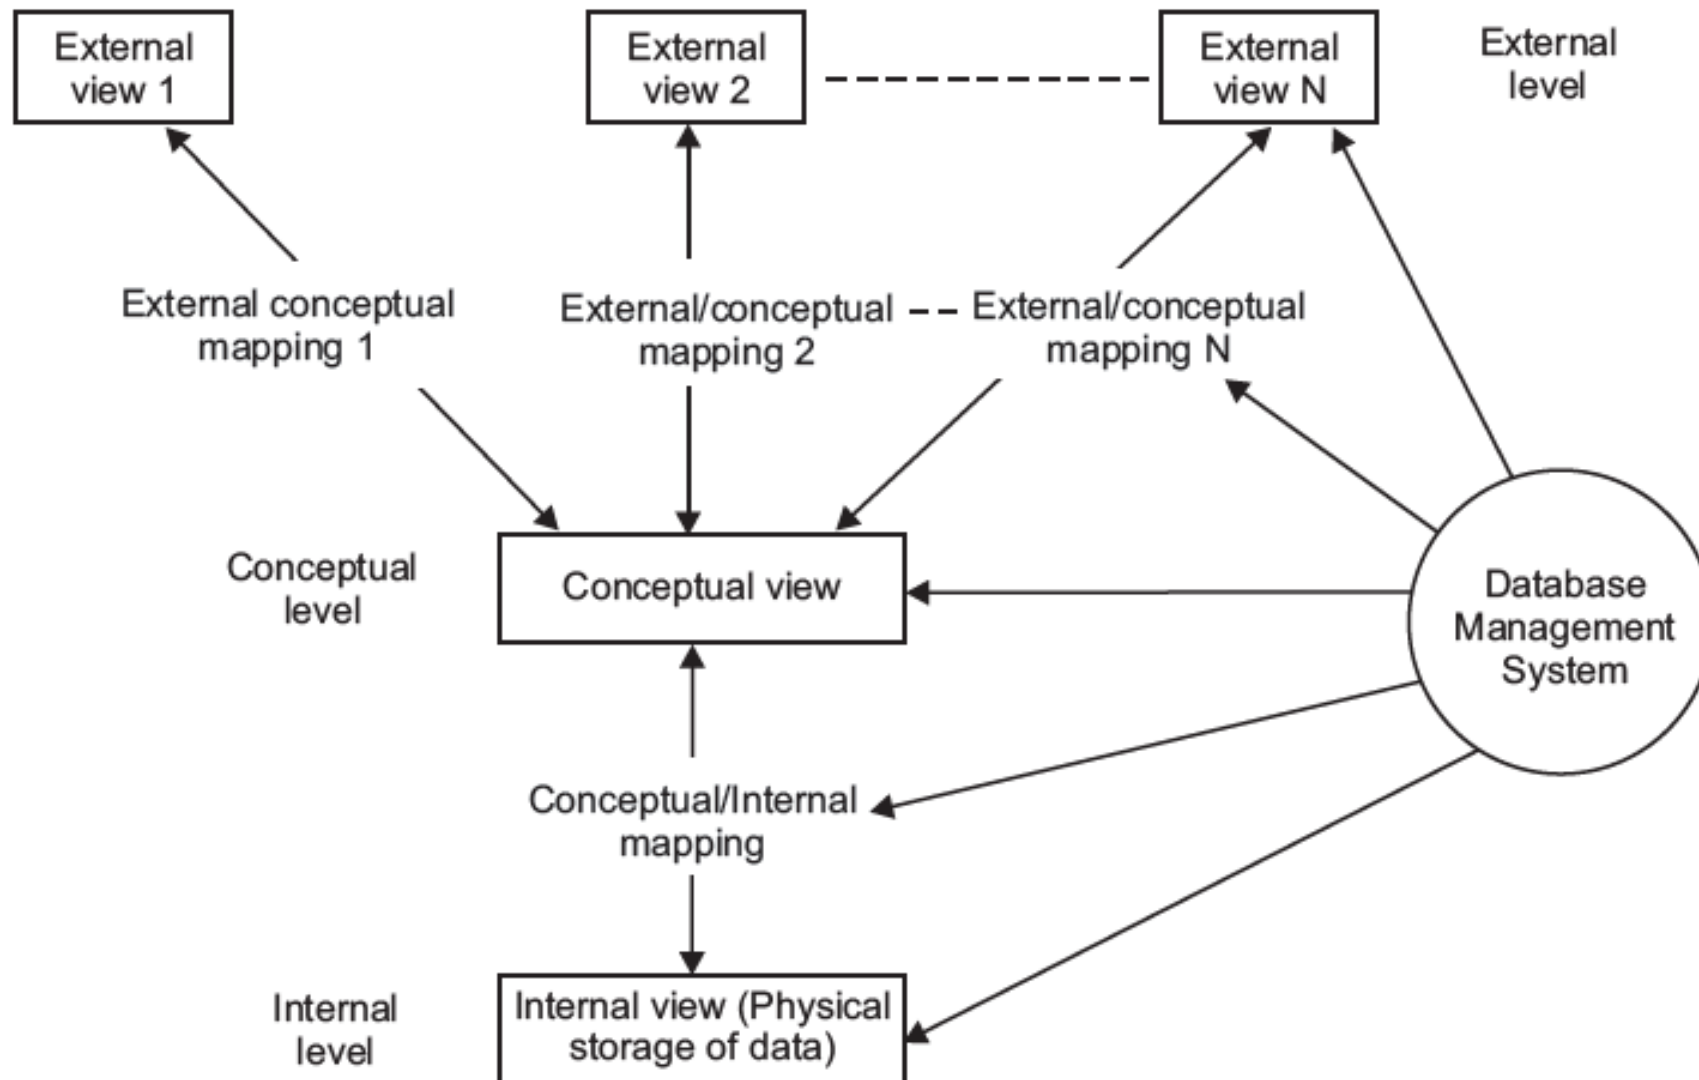 External
view 1
External
view 2
External
view N
External
level
External conceptual
mapping 1
External/conceptual
mapping 2
External/conceptual
mapping N
Conceptual
level
Conceptual view
Database
Management
System
Conceptual/Internal
mapping
Internal
level
Internal view (Physical
storage of data)